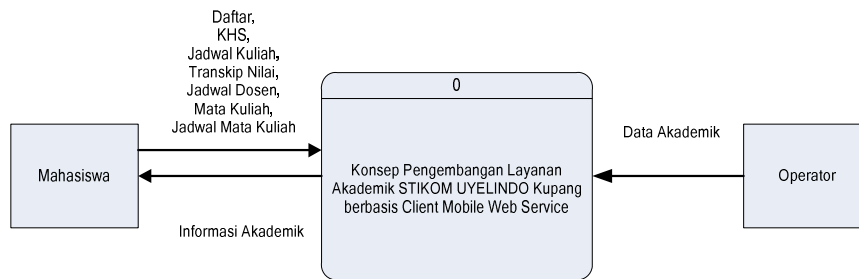 Daftar,
KHS,
Jadwal Kuliah,
Transkip Nilai,
Jadwal Dosen,
Mata Kuliah,
Jadwal Mata Kuliah
Mahasiswa
Informasi Akademik
0
Konsep Pengembangan Layanan
Akademik STIKOM UYELINDO Kupang
berbasis Client Mobile Web Service
Data Akademik
Operator